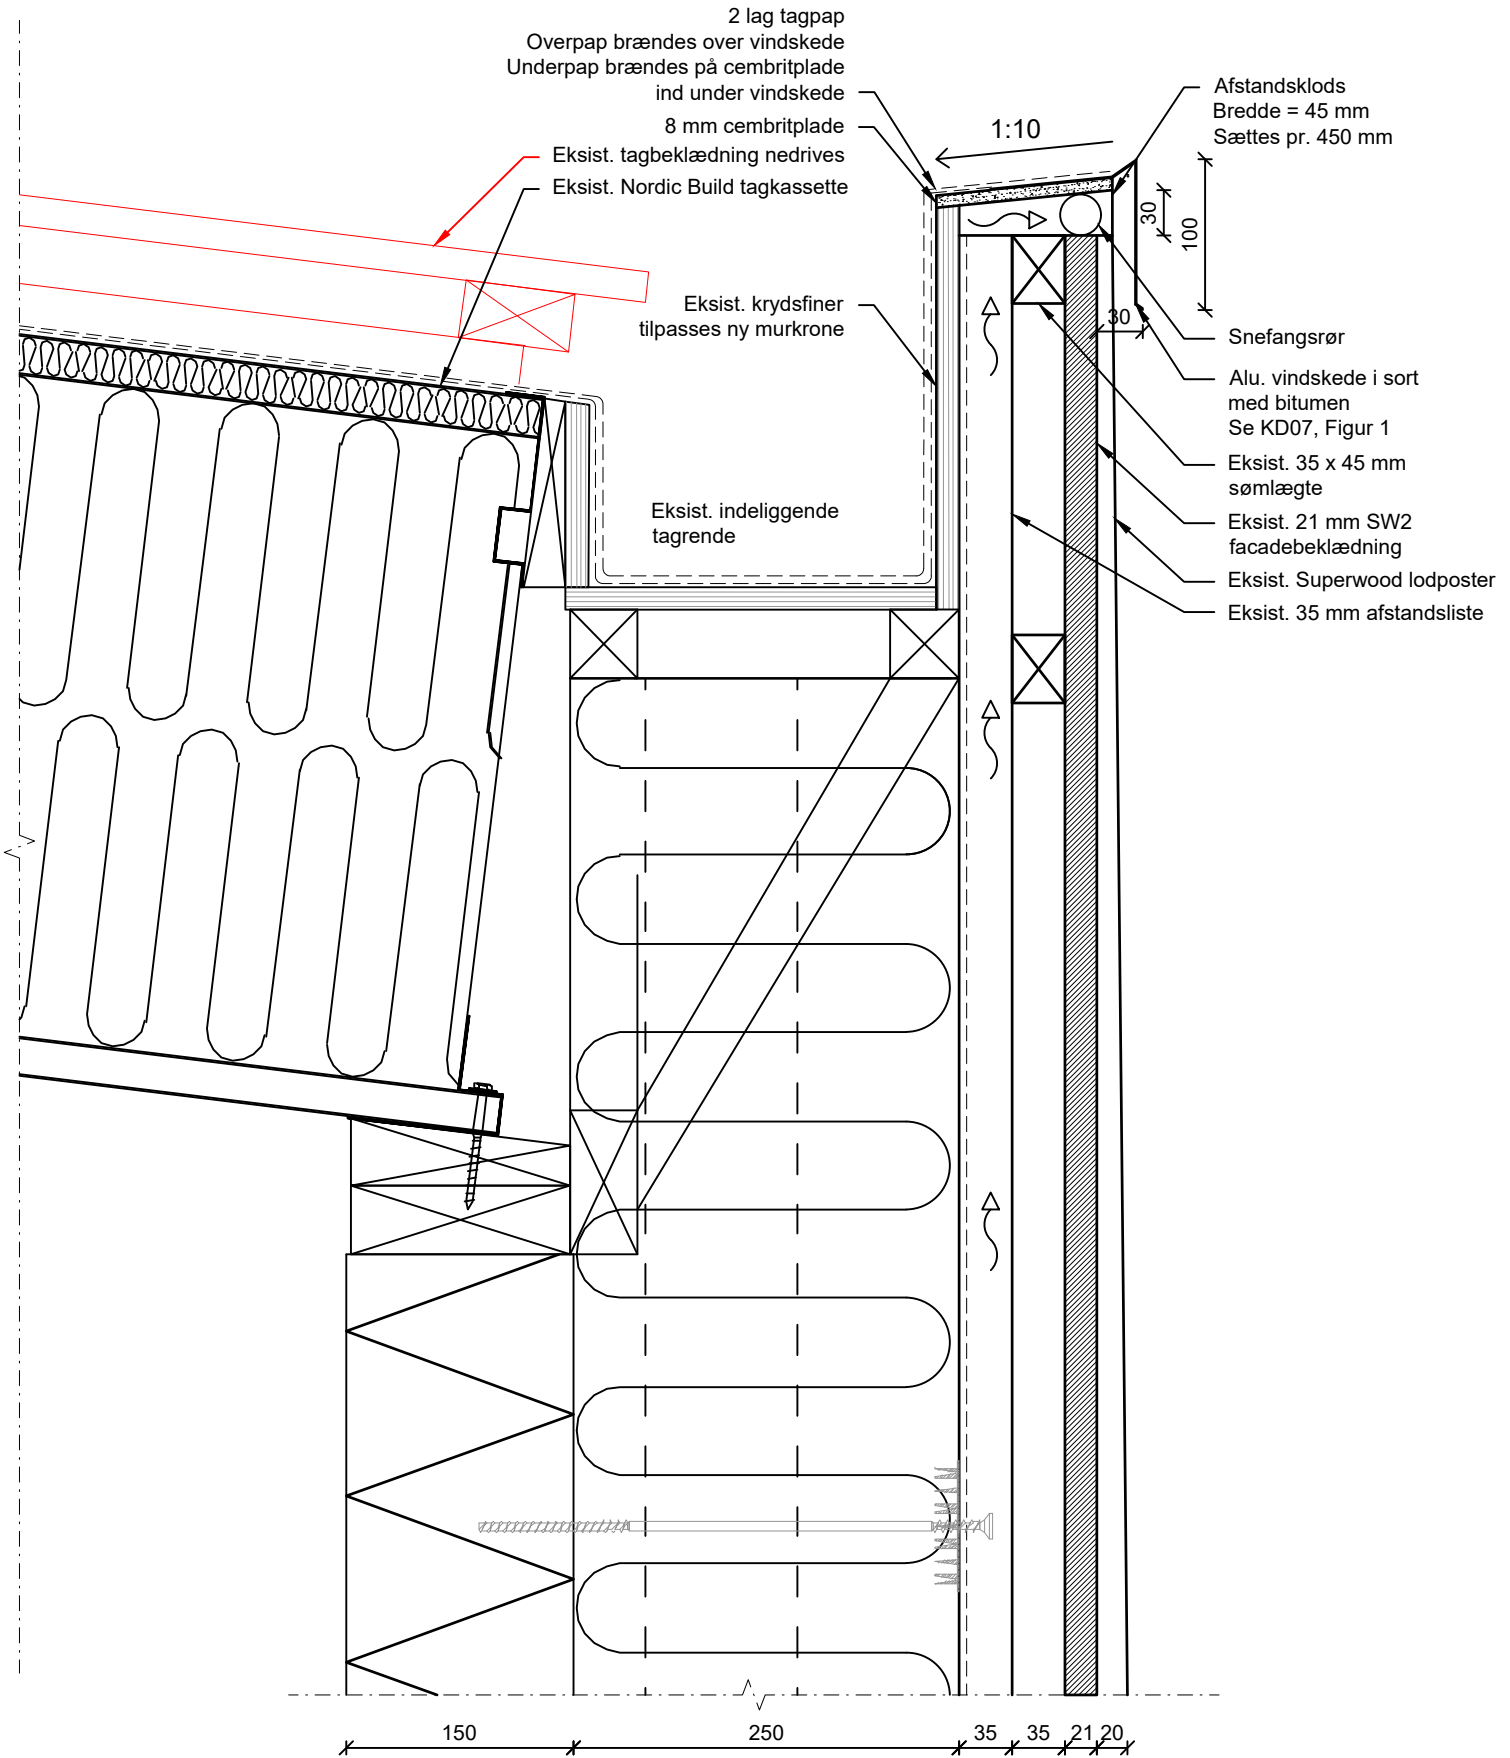 2 lag tagpap
Overpap brændes over vindskede
Underpap brændes på cembritplade
ind under vindskede
8 mm cembritplade
Eksist. tagbeklædning nedrives
Eksist. Nordic Build tagkassette
1:10
Afstandsklods
Bredde = 45 mm
Sættes pr. 450 mm
30
100
30
Eksist. krydsfiner
tilpasses ny murkrone
Snefangsrør
Alu. vindskede i sort
med bitumen
Se KD07, Figur 1
Eksist. 35 x 45 mm
sømlægte
Eksist. indeliggende
tagrende
Eksist. 21 mm SW2
facadebeklædning
Eksist. Superwood lodposter
Eksist. 35 mm afstandsliste
150
250
35
35
21
20